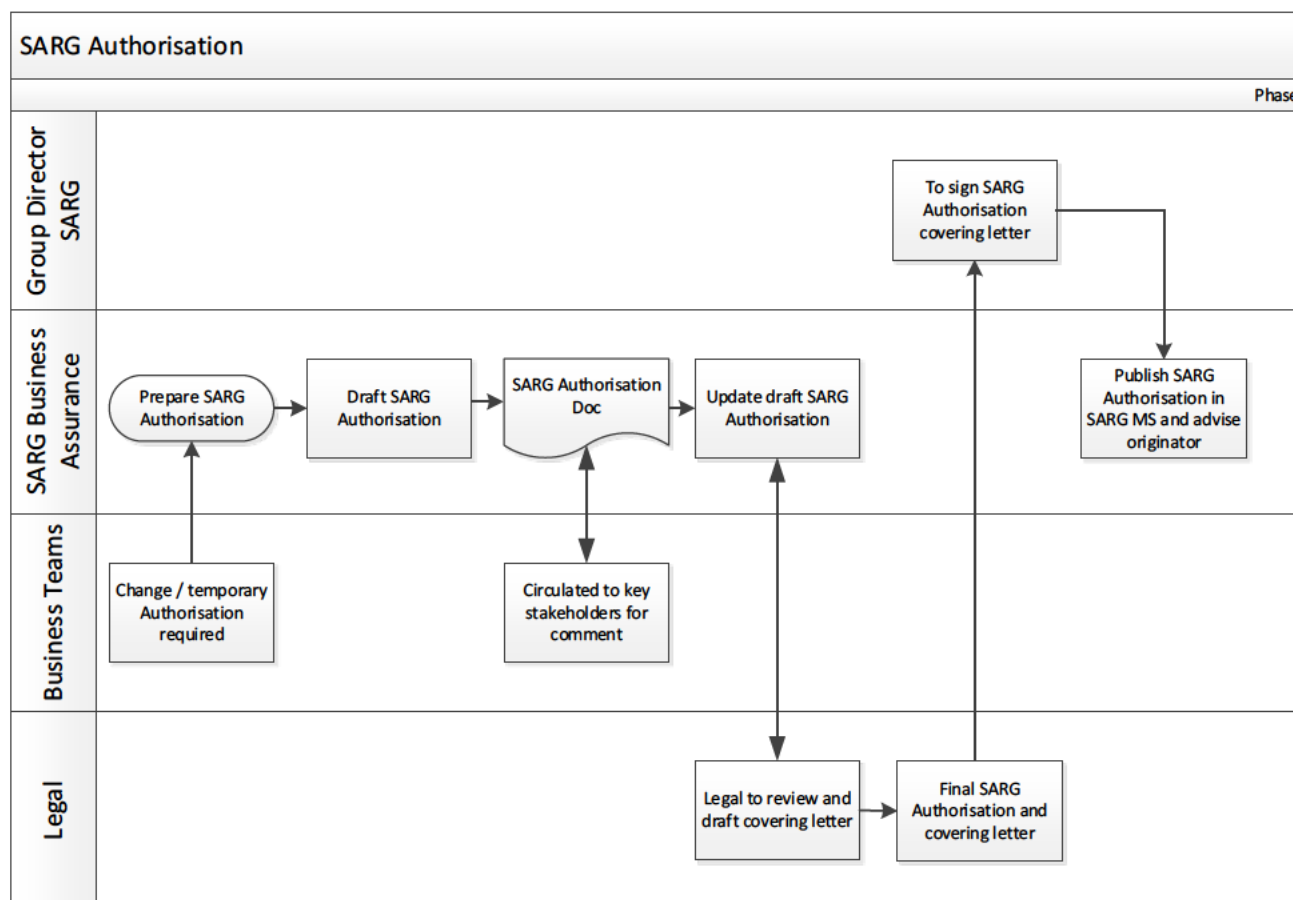 SARG Authorisation
Phase
Group Director
SARG
To sign SARG
Authorisation
covering letter
SARG Business
Assurance
Prepare SARG
Authorisation
Draft SARG
Authorisation
SARG Authorisation
Doc
Update draft SARG
Authorisation
Publish SARG
Authorisation in
SARG MS and advise
originator
Business Teams
Change / temporary
Authorisation
required
Circulated to key
stakeholders for
comment
Legal
Legal to review and
draft covering letter
Final SARG
Authorisation and
covering letter